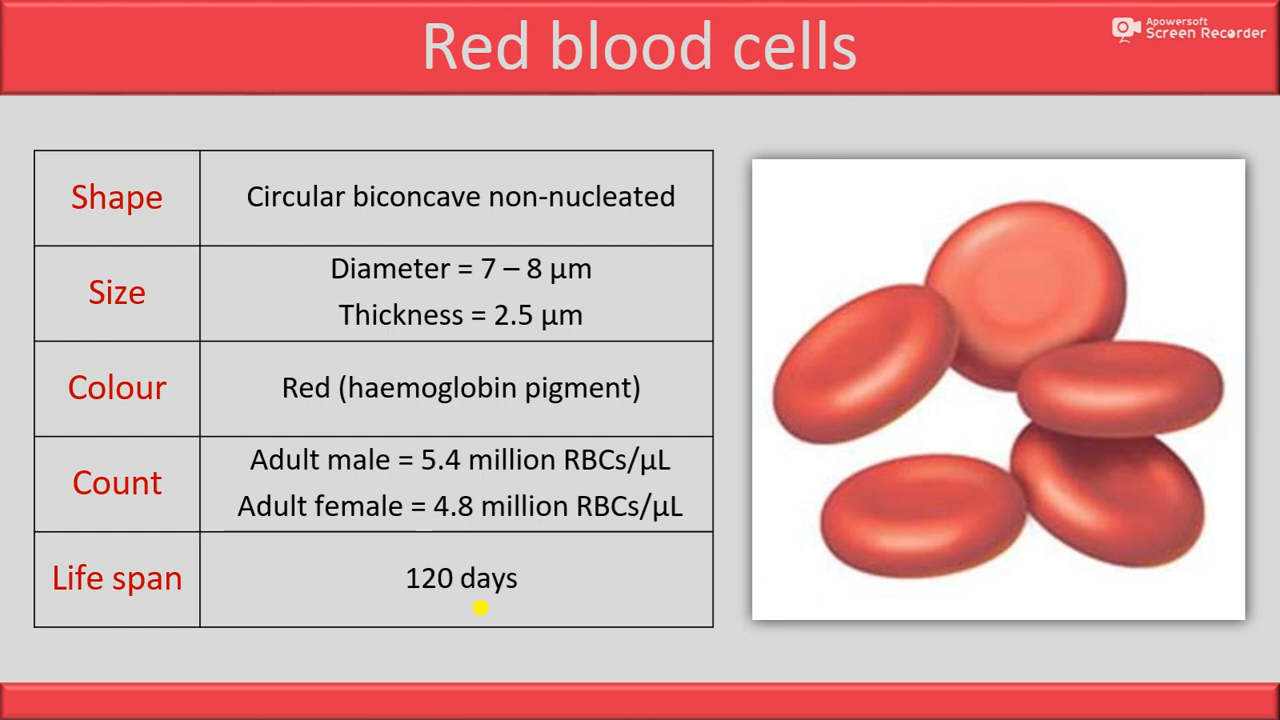 Red blood cells
Apowersoft
Screen Recorder
Shape
Circular biconcave non-nucleated
Size
Diameter = 7 – 8 µm
Thickness = 2.5 µm
Colour
Red (haemoglobin pigment)
Count
Adult male = 5.4 million RBCs/µL
Adult female = 4.8 million RBCs/µL
Life span
120 days